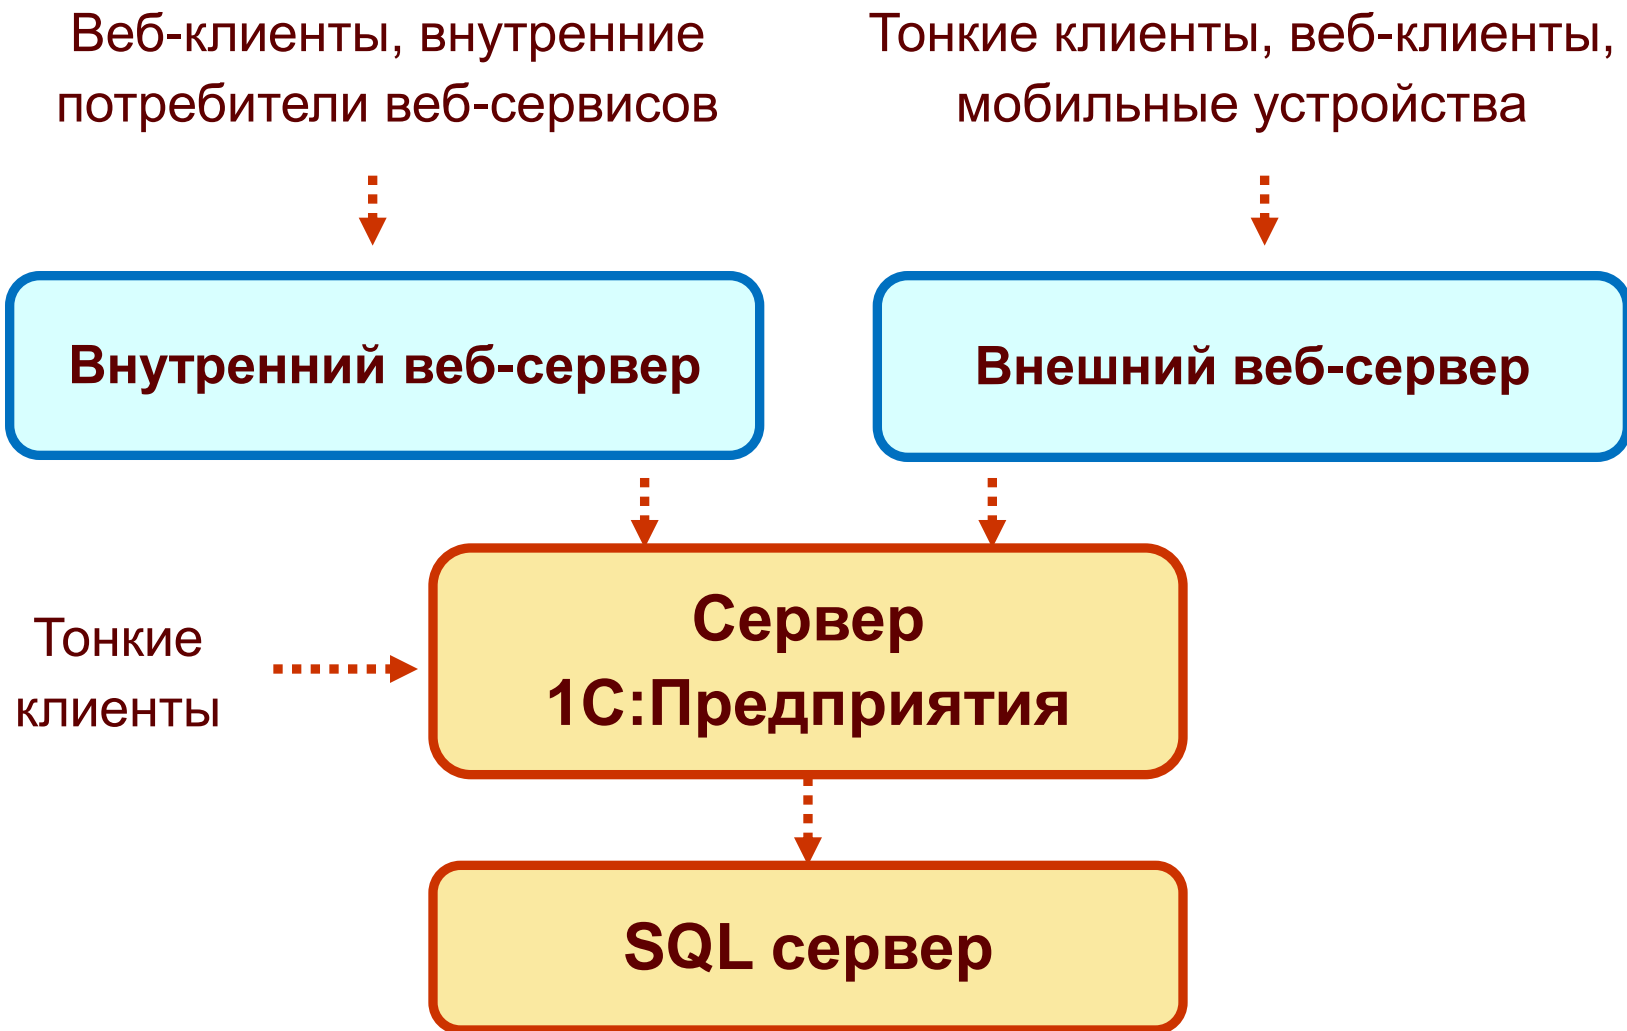 Веб-клиенты, внутренние
потребители веб-сервисов
Тонкие клиенты, веб-клиенты,
мобильные устройства
Внутренний веб-сервер
Внешний веб-сервер
Сервер
1С:Предприятия
Тонкие
клиенты
SQL сервер